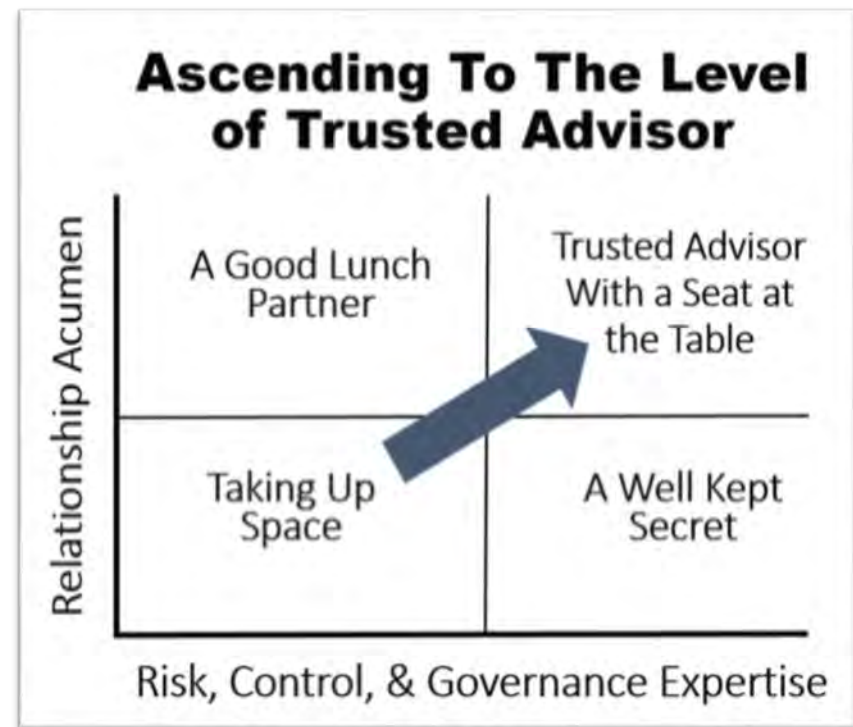 Ascending To The Level
of Trusted Advisor
Relationship Acumen
A Good Lunch
Partner
Trusted Advisor
With a Seat at
the Table
Taking Up
Space
A Well Kept
Secret
Risk, Control, & Governance Expertise